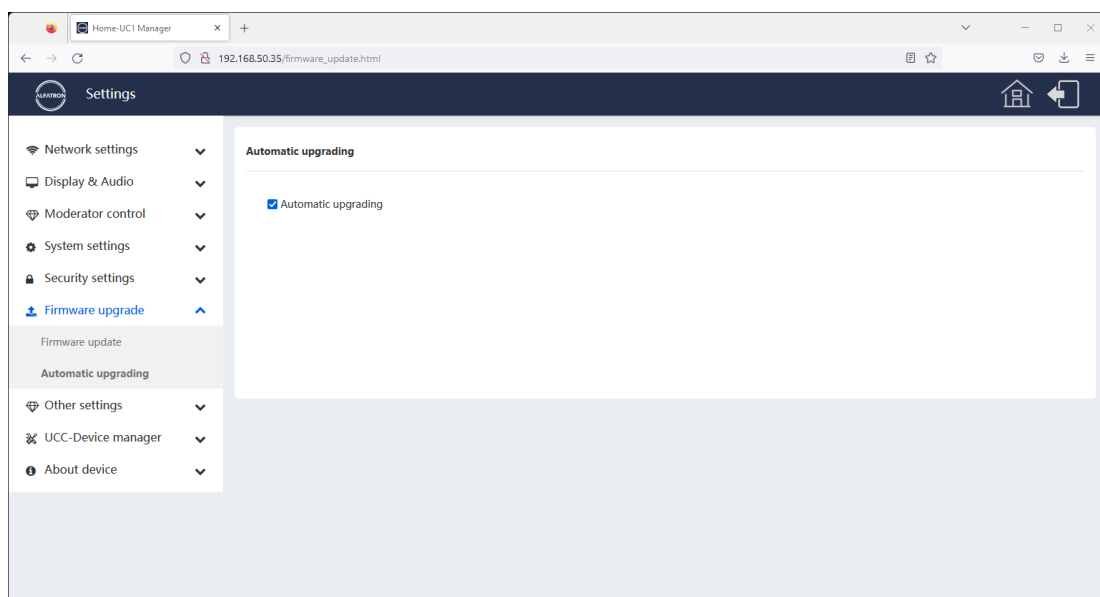 Home-UC1 Manager
192.168.50.35/firmware_update.html
ALFATRON
Settings
Network settings
Display & Audio
Moderator control
System settings
Security settings
Firmware upgrade
Firmware update
Automatic upgrading
Other settings
UCC-Device manager
About device
Automatic upgrading
Automatic upgrading